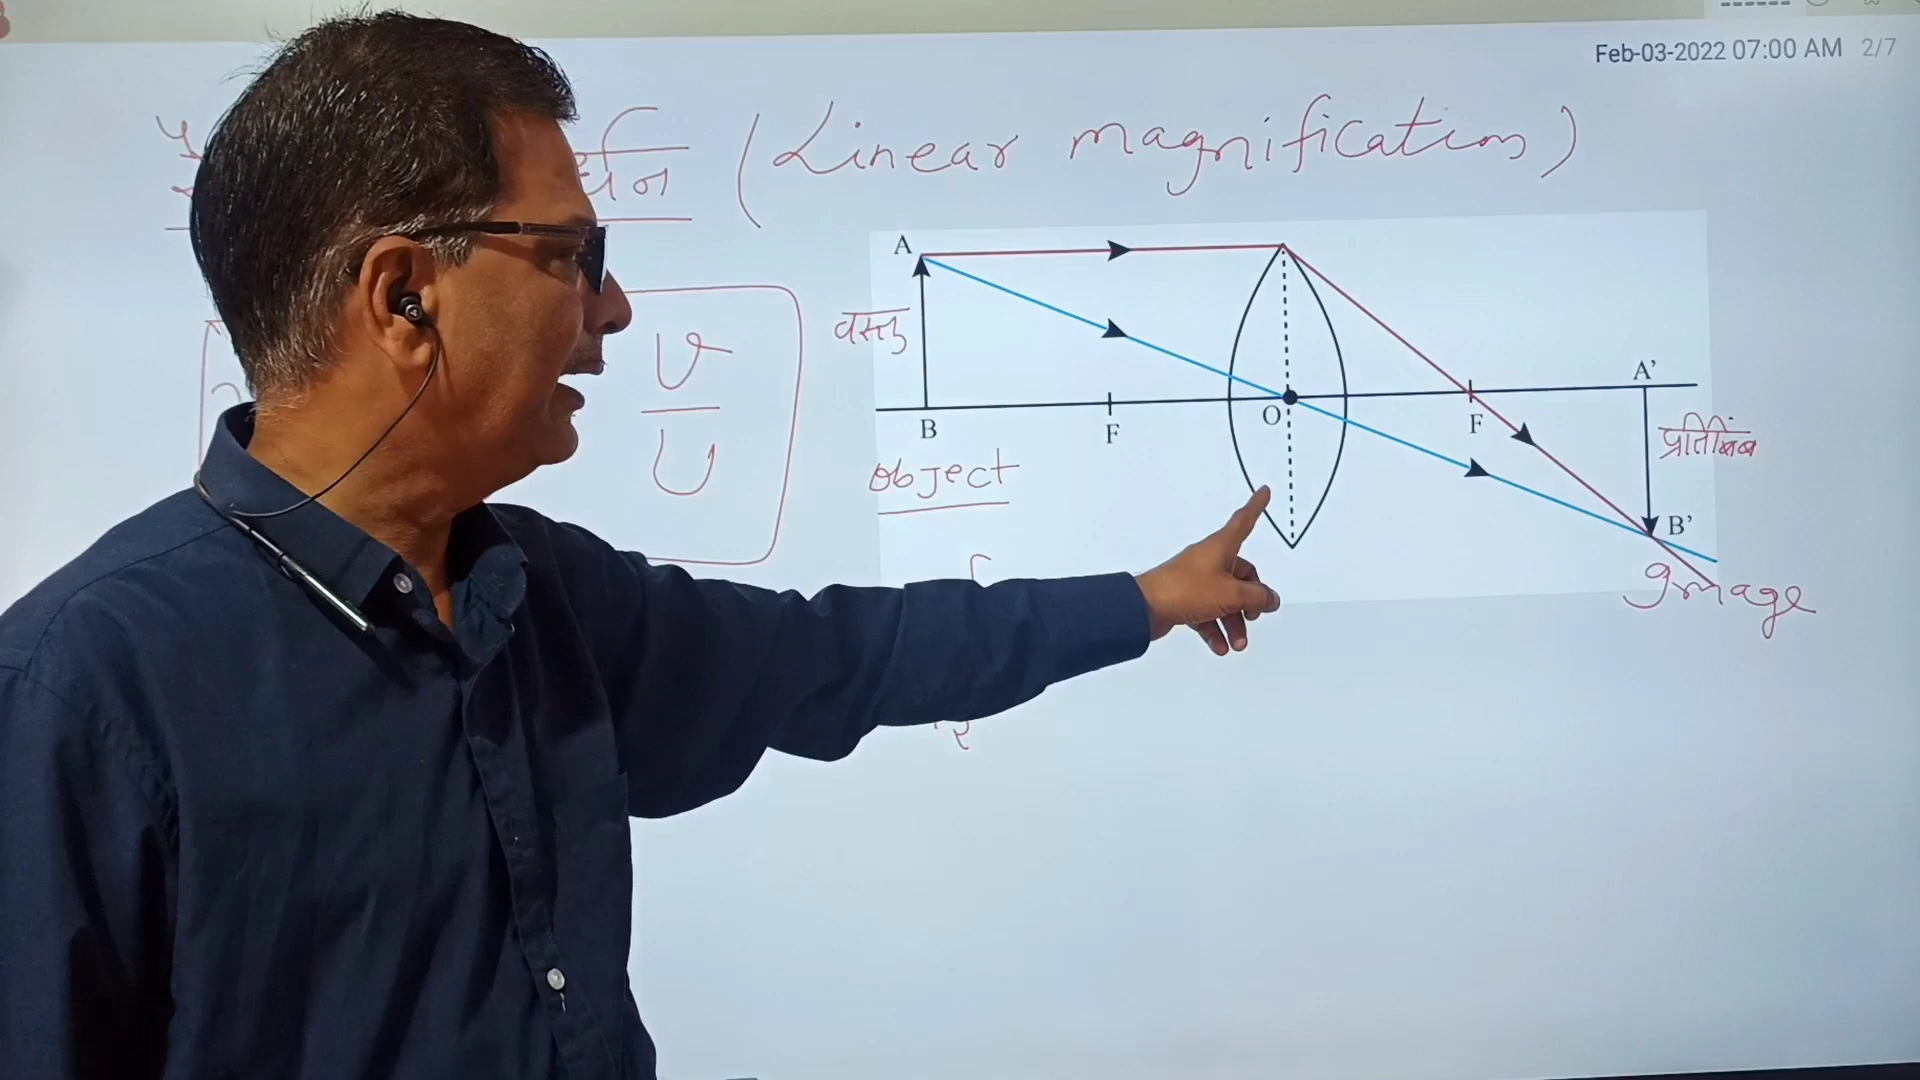 Feb-03-2022 07:00 AM 2/7
(Linear magnification)
A
वस्तु
v
A'
B
F
O
F
प्रतिबिंब
U
object
B'
Image